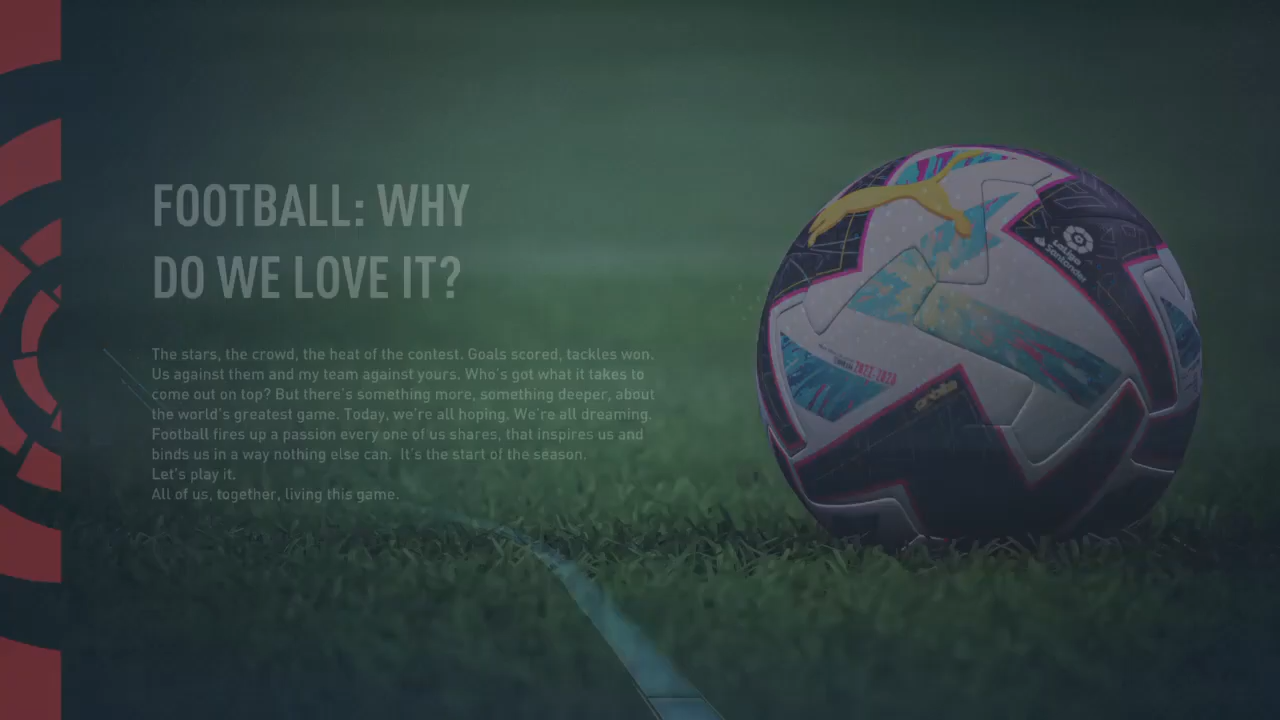 FOOTBALL: WHY
DO WE LOVE IT?
The stars, the crowd, the heat of the contest. Goals scored, tackles won.
Us against them and my team against yours. Who's got what it takes to
come out on top? But there's something more, something deeper, about
the world's greatest game. Today, we're all hoping. We're all dreaming.
Football fires up a passion every one of us shares, that inspires us and
binds us in a way nothing else can. It's the start of the season.
Let's play it.
All of us, together, living this game.
LaLiga
Santander
orbita